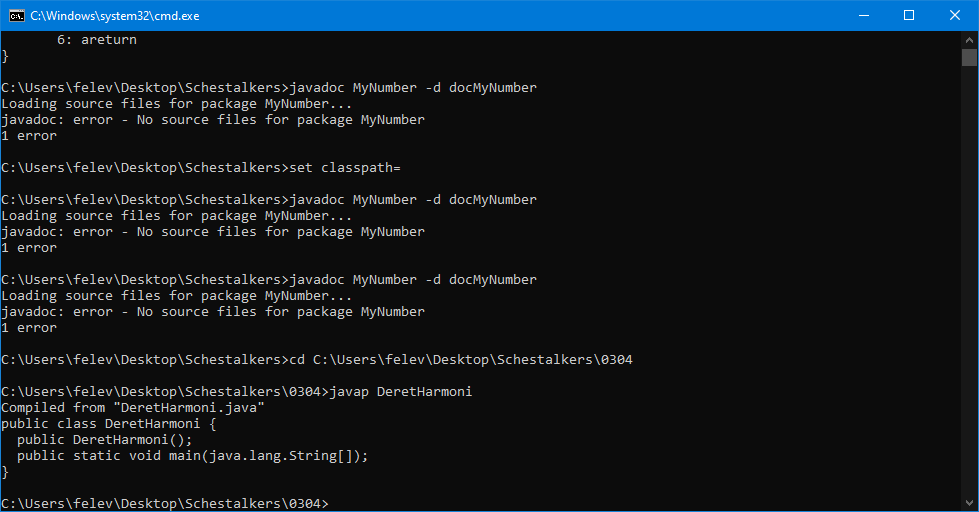 C:\Windows\system32\cmd.exe
       6: areturn
}
C:\Users\felev\Desktop\Schestalkers>javadoc MyNumber -d docMyNumber
Loading source files for package MyNumber...
javadoc: error - No source files for package MyNumber
1 error
C:\Users\felev\Desktop\Schestalkers>set classpath=
C:\Users\felev\Desktop\Schestalkers>javadoc MyNumber -d docMyNumber
Loading source files for package MyNumber...
javadoc: error - No source files for package MyNumber
1 error
C:\Users\felev\Desktop\Schestalkers>javadoc MyNumber -d docMyNumber
Loading source files for package MyNumber...
javadoc: error - No source files for package MyNumber
1 error
C:\Users\felev\Desktop\Schestalkers>cd C:\Users\felev\Desktop\Schestalkers\0304
C:\Users\felev\Desktop\Schestalkers\0304>javap DeretHarmoni
Compiled from "DeretHarmoni.java"
public class DeretHarmoni {
  public DeretHarmoni();
  public static void main(java.lang.String[]);
}
C:\Users\felev\Desktop\Schestalkers\0304>